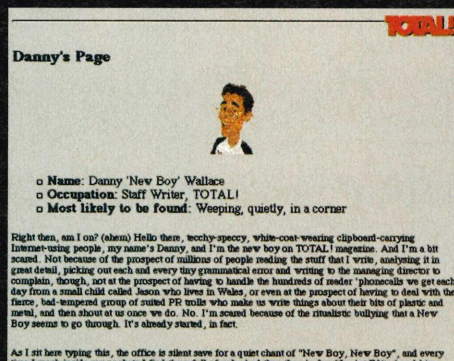 TOTAL!
Danny's Page
Name: Danny 'New Boy' Wallace
Occupation: Staff Writer, TOTAL!
Most likely to be found: Weeping, quietly, in a corner
Right then, am I on? (ahem) Hello there, tecchy-speccy, white-coat-wearing clipboard-carrying
Internet-using people, my name's Danny, and I'm the new boy on TOTAL! magazine. And I'm a bit
scared. Not because of the prospect of millions of people reading the stuff that I write, analysing it in
great detail, picking out each and every tiny grammatical error and writing to the managing director to
complain, though, not at the prospect of having to handle the hundreds of reader 'phonecalls we get each
day from a small child called Jason who lives in Wales, or even at the prospect of having to deal with the
fierce, bad-tempered group of suited PR trolls who make us write things about their bits of plastic and
metal, and then shout at us once we do. No. I'm scared because of the ritualistic bullying that a New
Boy seems to go through. It's already started, in fact.
As I sit here typing this, the office is silent save for a quiet chant of "New Boy, New Boy", and every